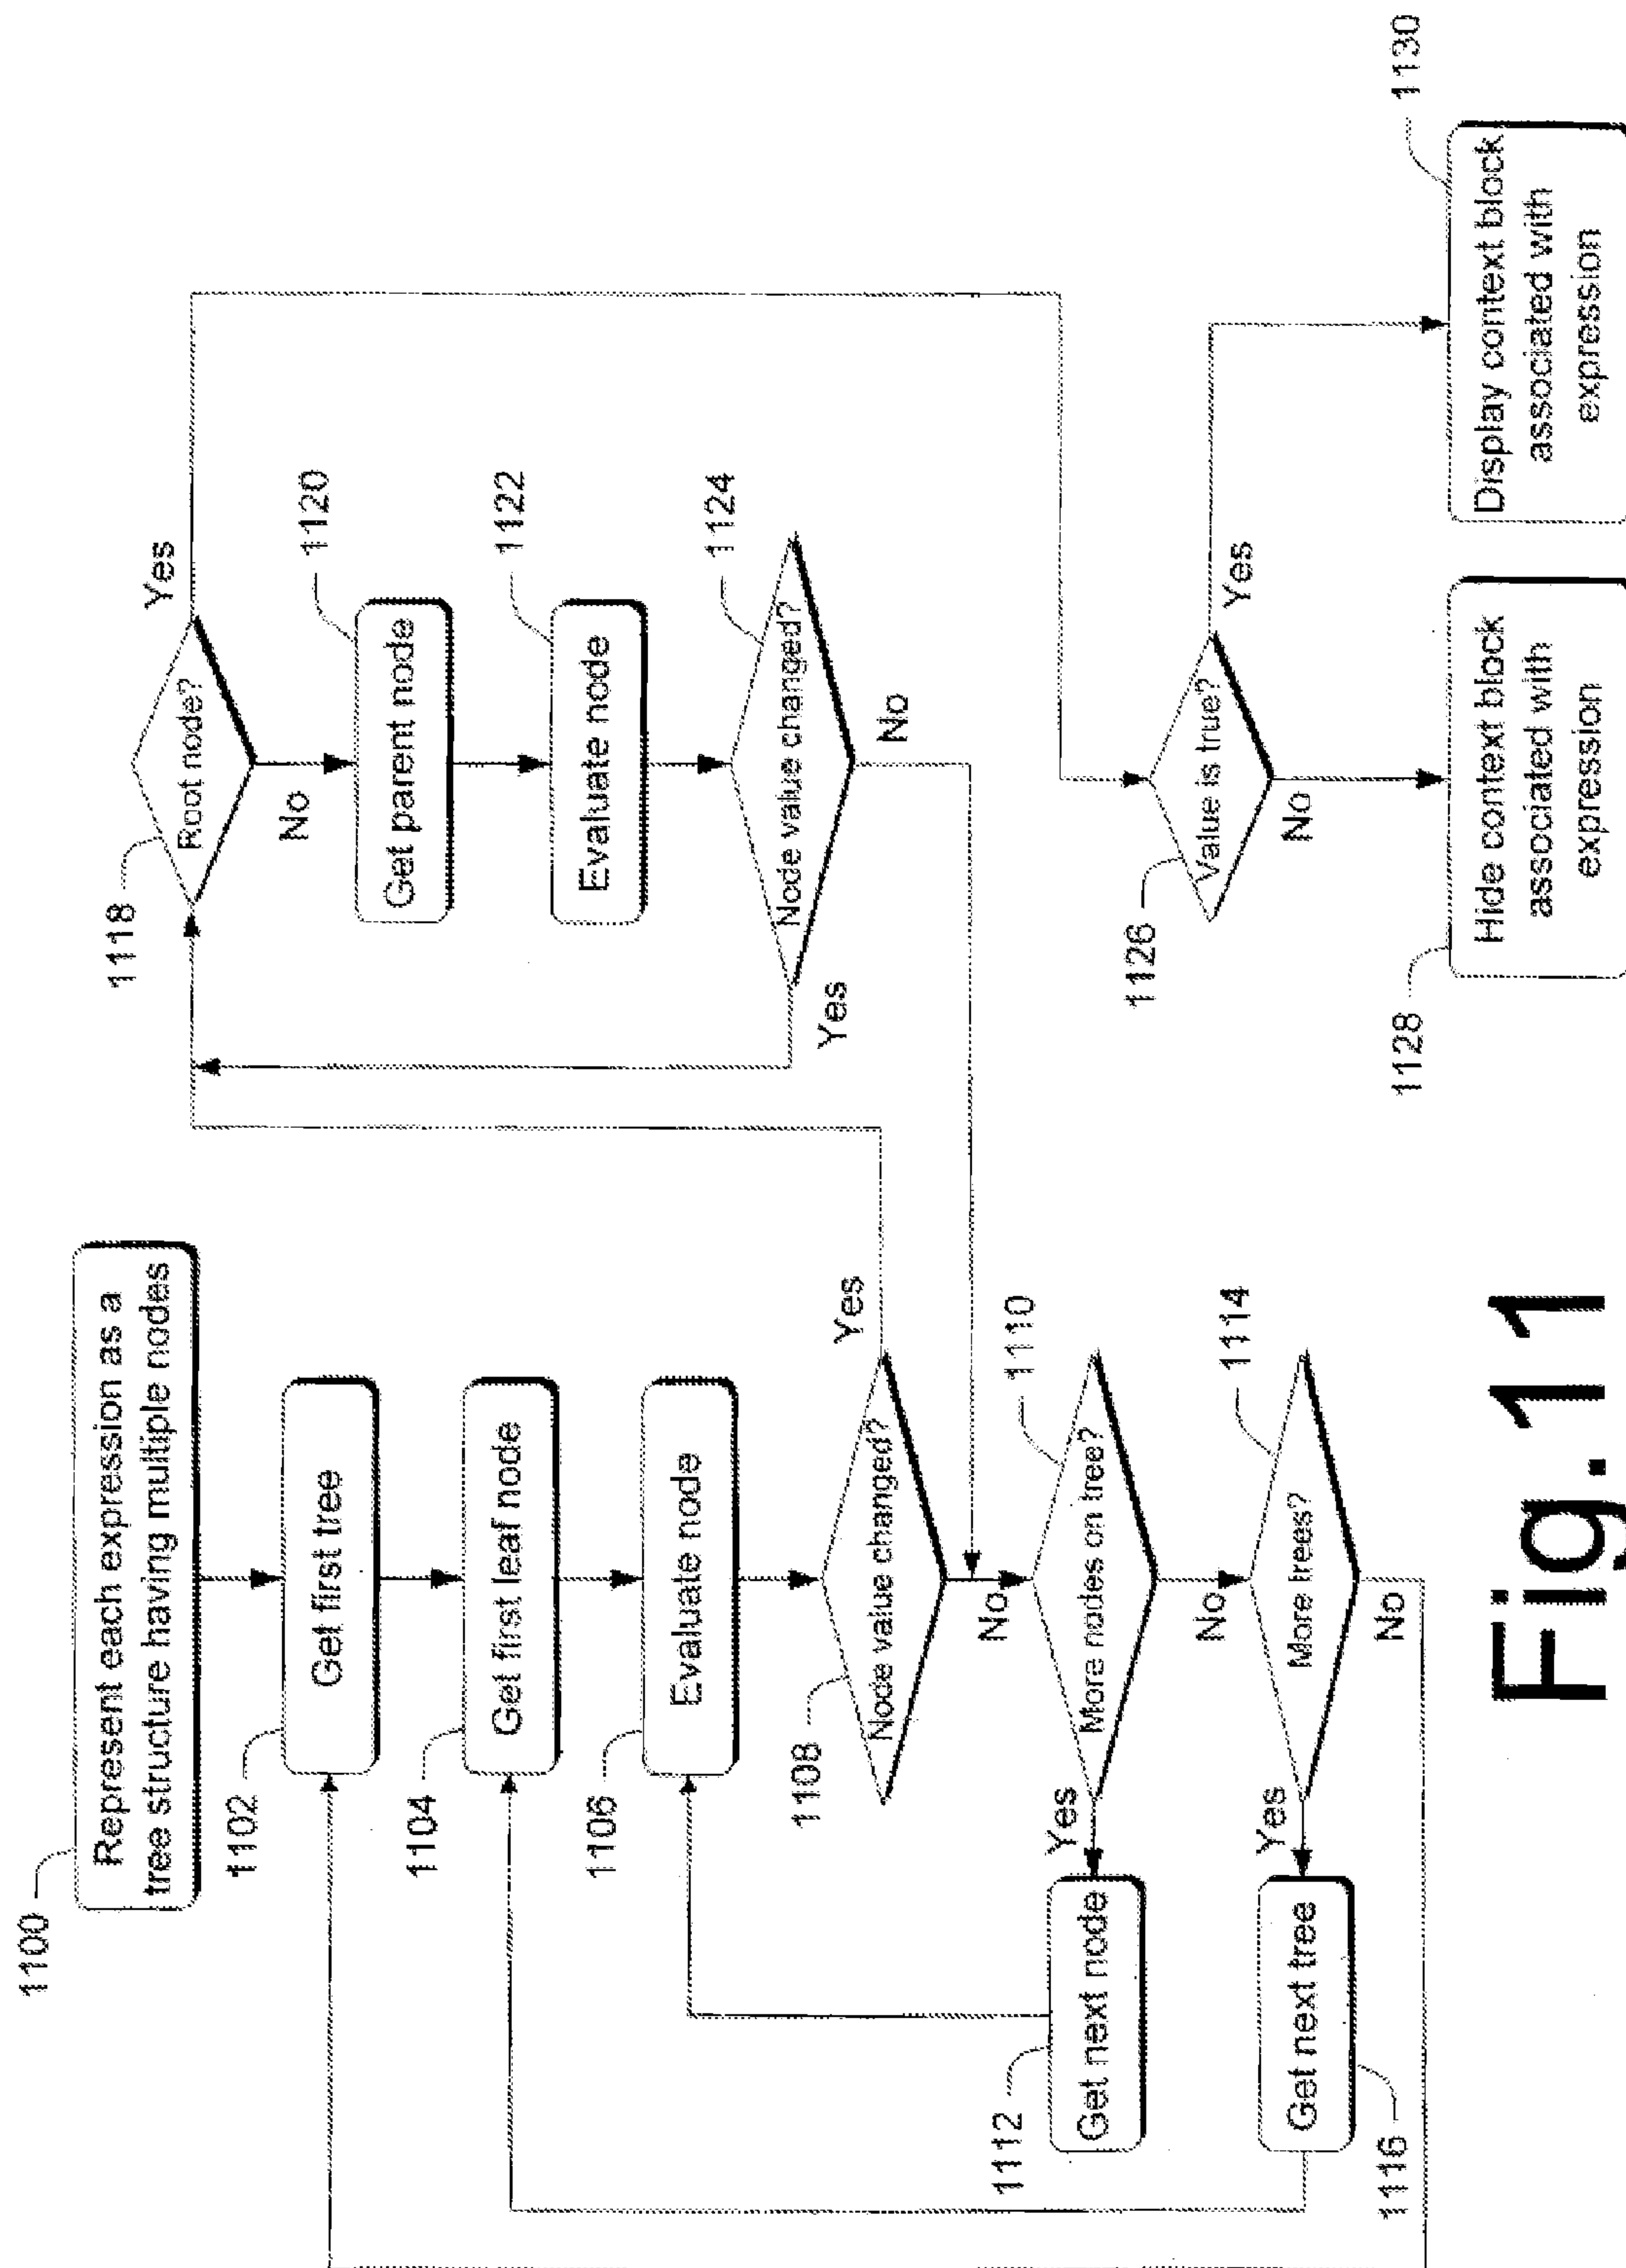 1100
Represent each expression as a
tree structure having multiple nodes
1102
Get first tree
1104
Get first leaf node
1106
Evaluate node
1108
Node value changed?
Yes
No
1110
More nodes on tree?
Yes
No
1112
Get next node
1114
More trees?
Yes
No
1116
Get next tree
1118
Root node?
Yes
No
1120
Get parent node
1122
Evaluate node
1124
Node value changed?
Yes
No
1126
Value is true?
Yes
No
1128
Hide context block
associated with
expression
1130
Display context block
associated with
expression
Fig. 11